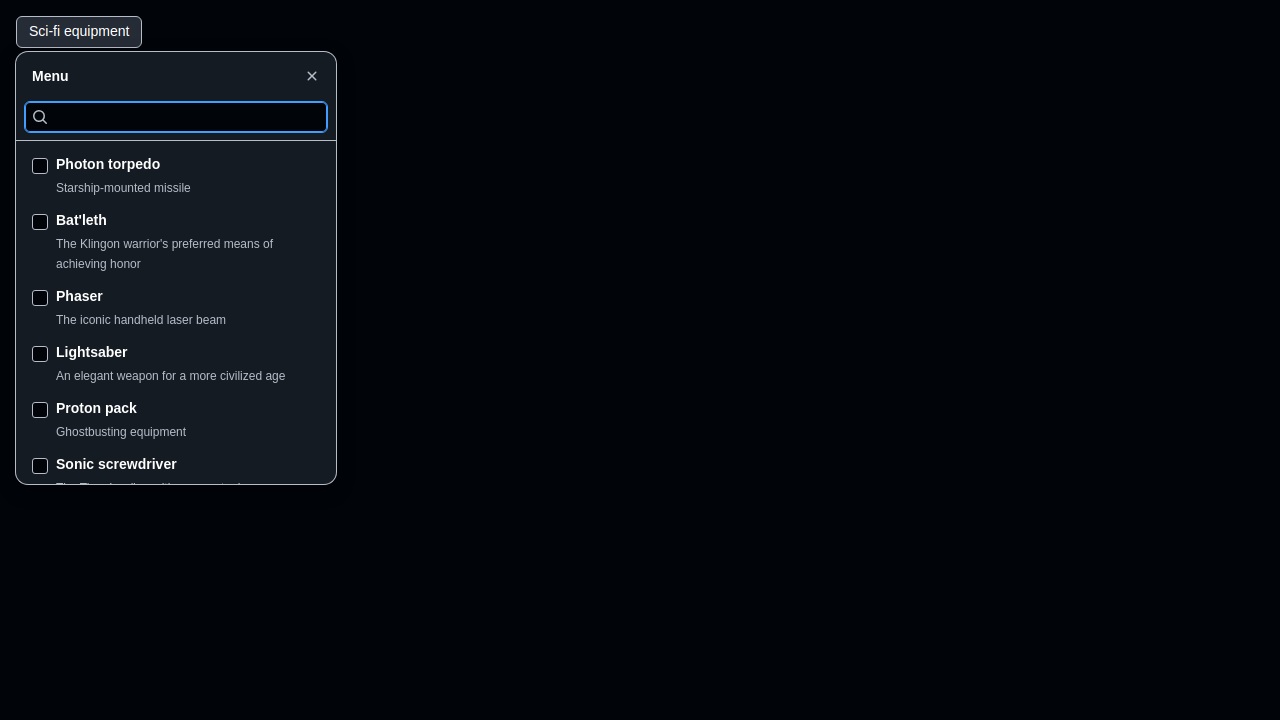 Sci-fi equipment
Menu
Photon torpedo
Starship-mounted missile
Bat'leth
The Klingon warrior's preferred means of
achieving honor
Phaser
The iconic handheld laser beam
Lightsaber
An elegant weapon for a more civilized age
Proton pack
Ghostbusting equipment
Sonic screwdriver